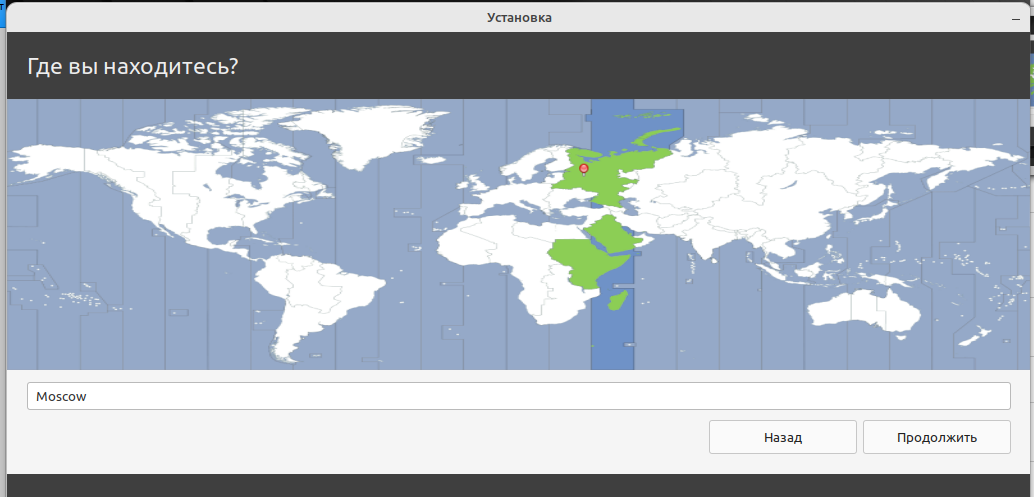 Установка
Где вы находитесь?
Moscow
Назад
Продолжить